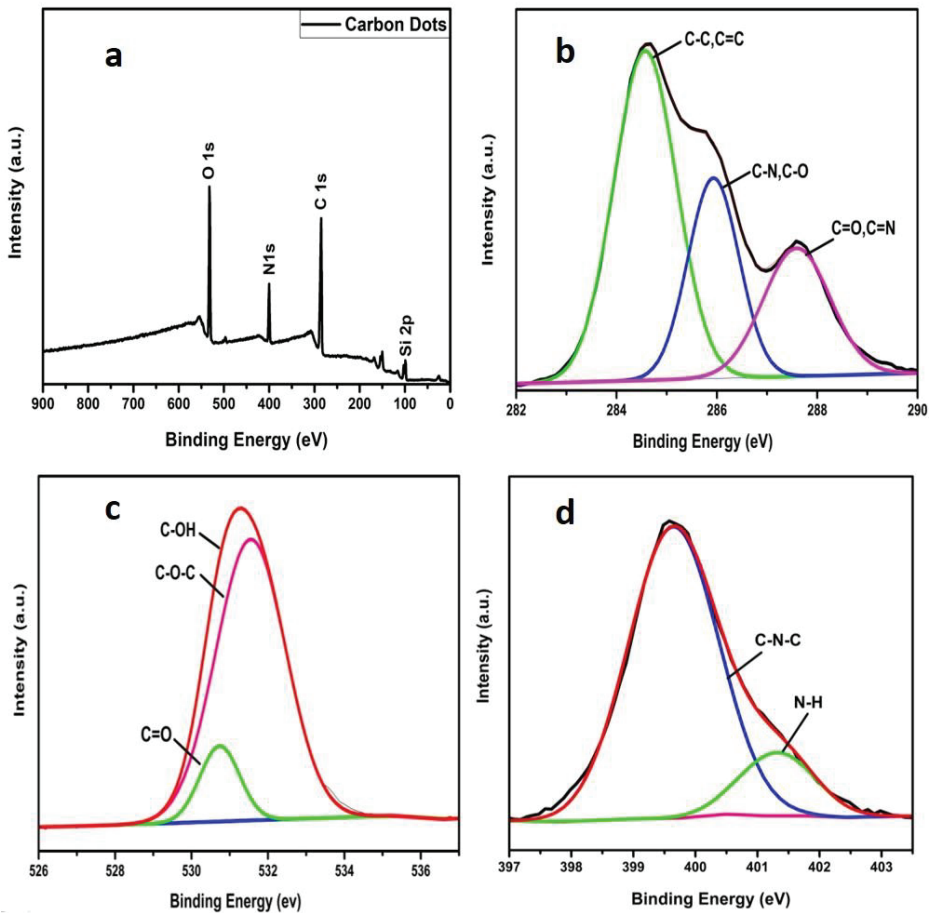 Carbon Dots
a
O 1s
N1s
C 1s
Si 2p
Intensity (a.u.)
900 800 700 600 500 400 300 200 100 0
Binding Energy (eV)
b
C-C,C=C
C-N,C-O
C=O,C=N
Intensity (a.u.)
282 284 286 288 290
Binding Energy (eV)
c
C-OH
C-O-C
C=O
Intensity (a.u.)
526 528 530 532 534 536
Binding Energy (ev)
d
C-N-C
N-H
Intensity (a.u.)
397 398 399 400 401 402 403
Binding Energy (eV)